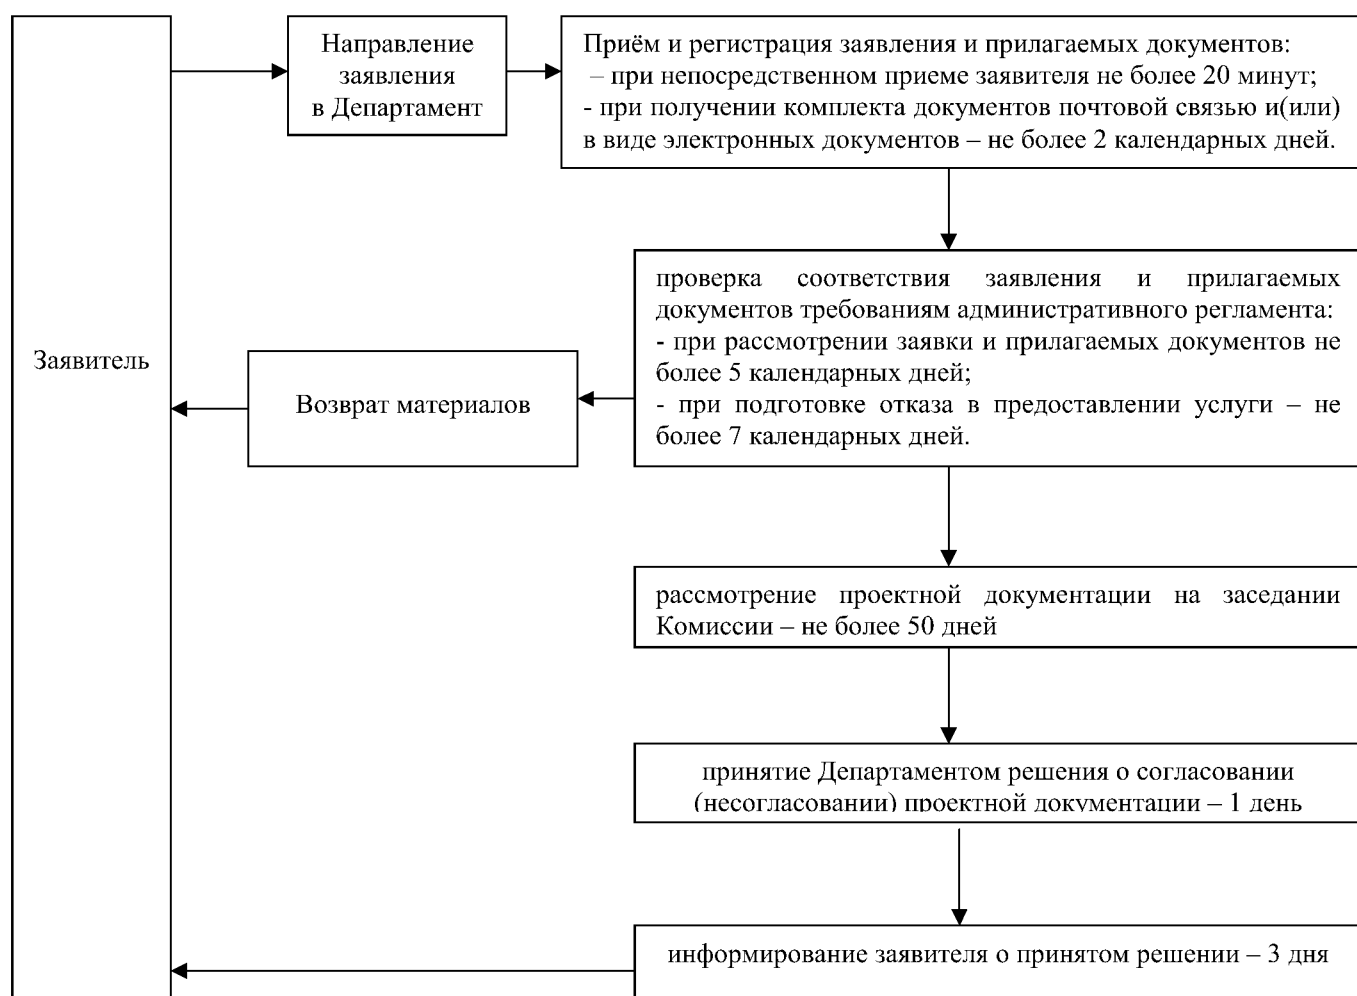 Направление
заявления
в Департамент
Приём и регистрация заявления и прилагаемых документов:
– при непосредственном приеме заявителя не более 20 минут;
- при получении комплекта документов почтовой связью и(или)
в виде электронных документов – не более 2 календарных дней.
проверка соответствия заявления и прилагаемых
документов требованиям административного регламента:
- при рассмотрении заявки и прилагаемых документов не
более 5 календарных дней;
- при подготовке отказа в предоставлении услуги – не
более 7 календарных дней.
Заявитель
Возврат материалов
рассмотрение проектной документации на заседании
Комиссии – не более 50 дней
принятие Департаментом решения о согласовании
(несогласовании) проектной документации – 1 день
информирование заявителя о принятом решении – 3 дня